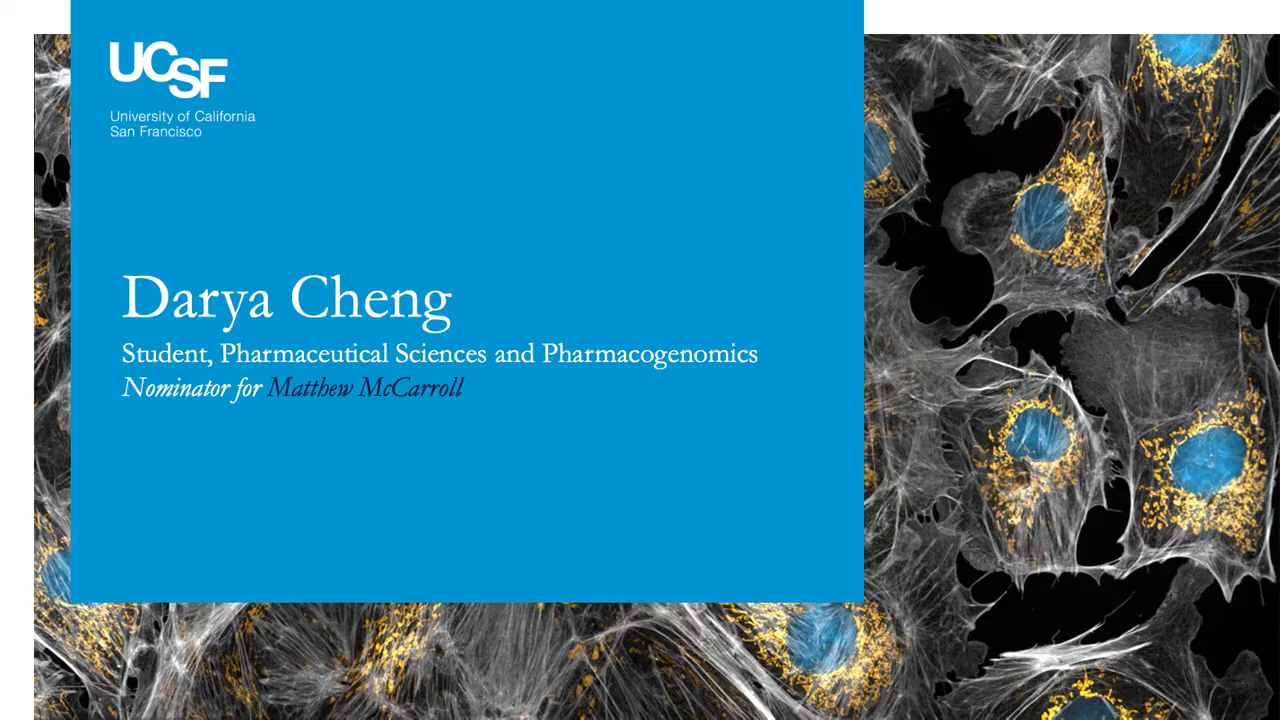 UCSF
University of California
San Francisco
Darya Cheng
Student, Pharmaceutical Sciences and Pharmacogenomics
Nominator for Matthew McCarroll